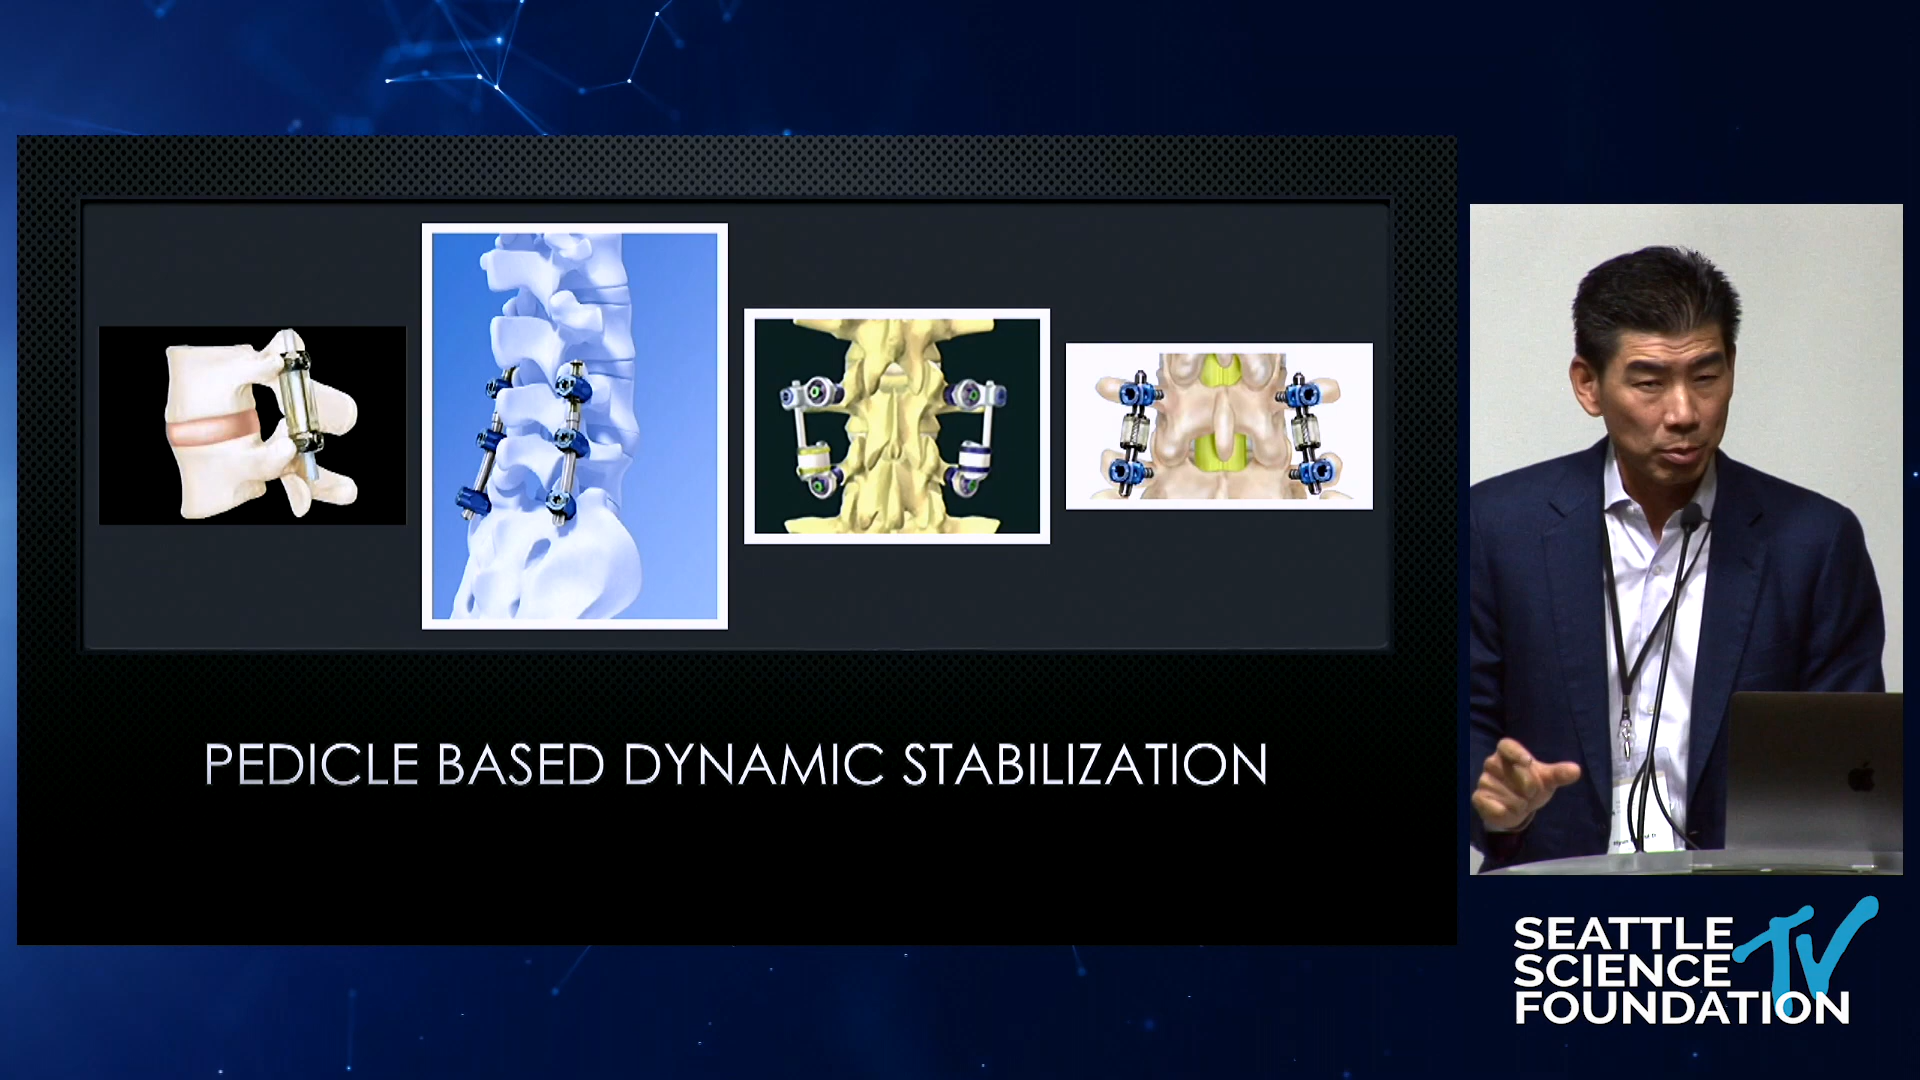 PEDICLE BASED DYNAMIC STABILIZATION
SEATTLE
SCIENCE
FOUNDATION
TV